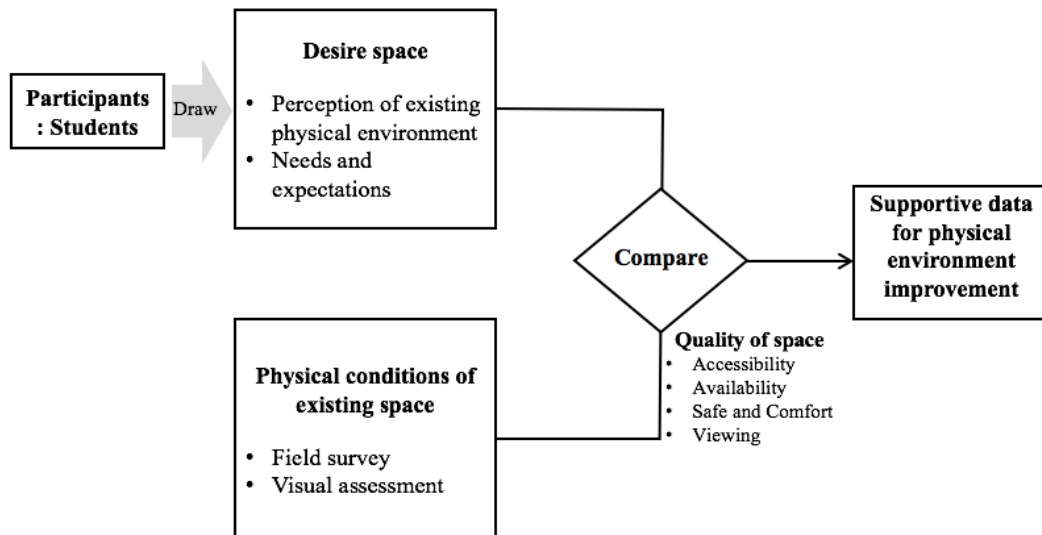 Participants
: Students
Draw
Desire space
• Perception of existing
physical environment
• Needs and
expectations
Compare
Supportive data
for physical
environment
improvement
Physical conditions of
existing space
• Field survey
• Visual assessment
Quality of space
• Accessibility
• Availability
• Safe and Comfort
• Viewing